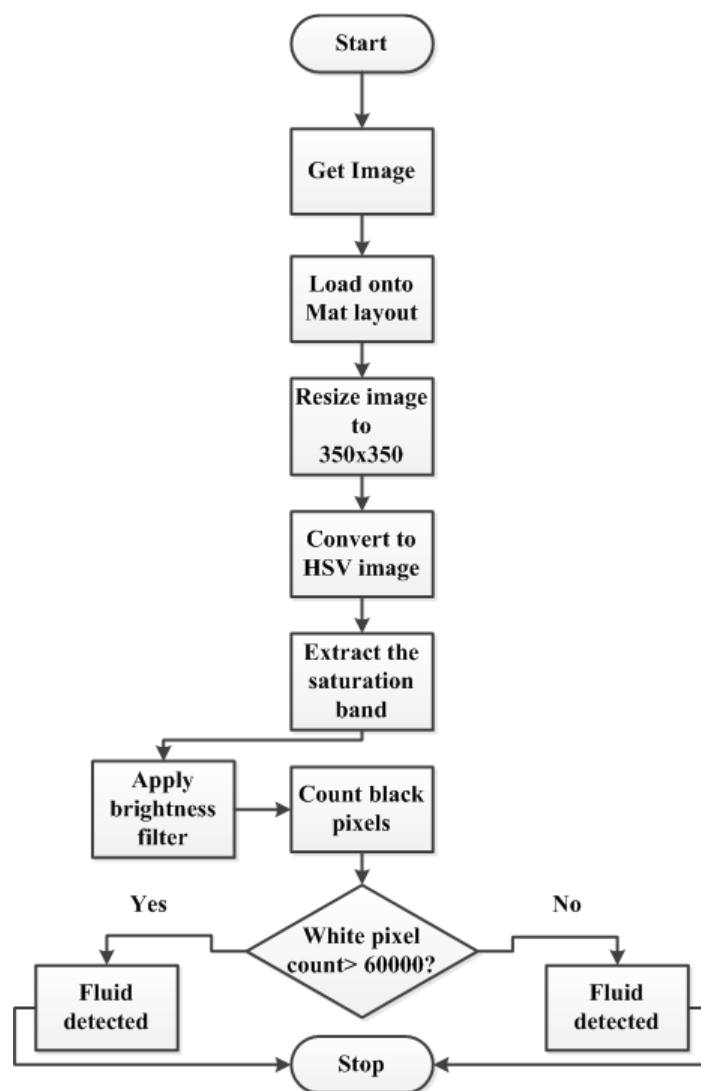 Start
Get Image
Load onto
Mat layout
Resize image
to
350x350
Convert to
HSV image
Extract the
saturation
band
Apply
brightness
filter
Count black
pixels
Yes
No
White pixel
count> 60000?
Fluid
detected
Fluid
detected
Stop